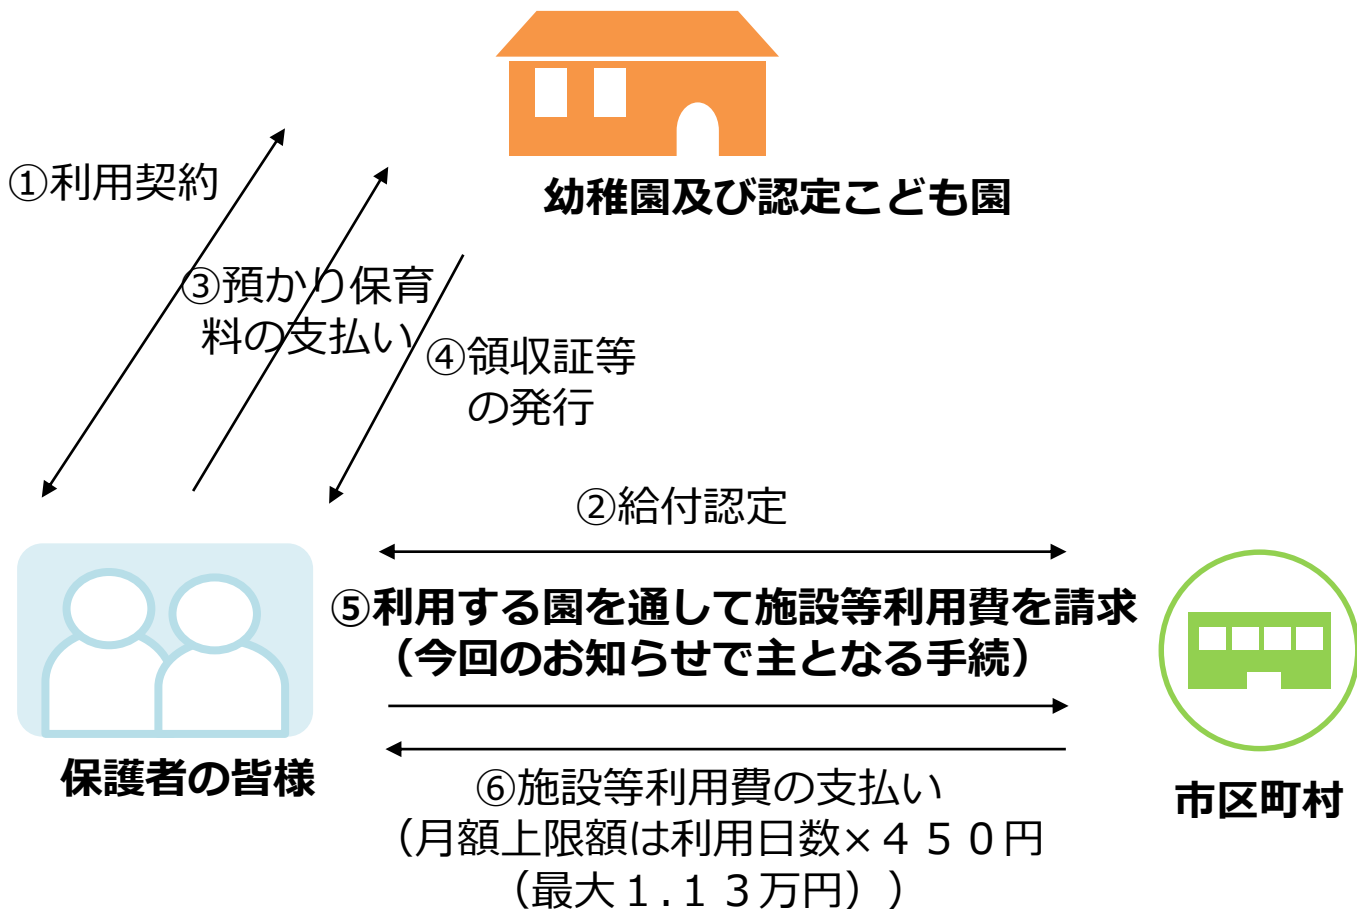 ①利用契約
幼稚園及び認定こども園
③預かり保育
料の支払い
④領収証等
の発行
②給付認定
⑤利用する園を通して施設等利用費を請求
（今回のお知らせで主となる手続）
保護者の皆様
市区町村
⑥施設等利用費の支払い
（月額上限額は利用日数×４５０円
（最大１.１３万円））